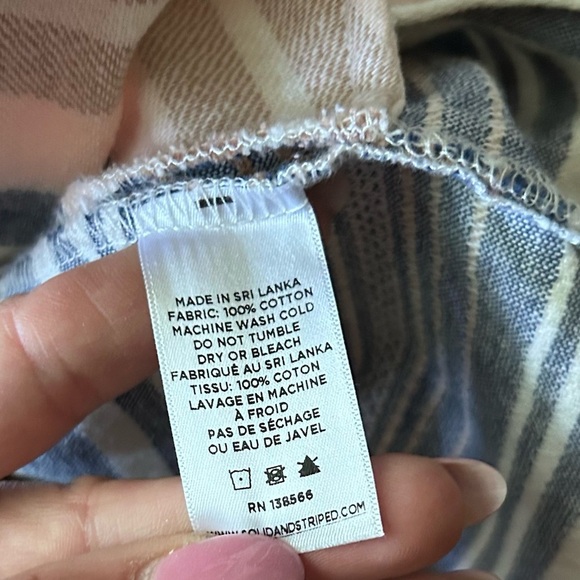 MADE IN SRI LANKA
FABRIC: 100% COTTON
MACHINE WASH COLD
DO NOT TUMBLE
DRY OR BLEACH
FABRIQUÉ AU SRI LANKA
TISSU: 100% COTON
LAVAGE EN MACHINE
À FROID
PAS DE SÉCHAGE
OU EAU DE JAVEL
RN 138566
WWW.SOLIDANDSTRIPED.COM